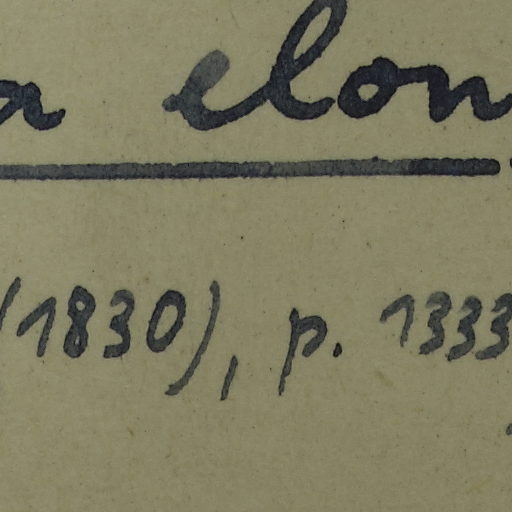 a elon
(1830), p. 1333